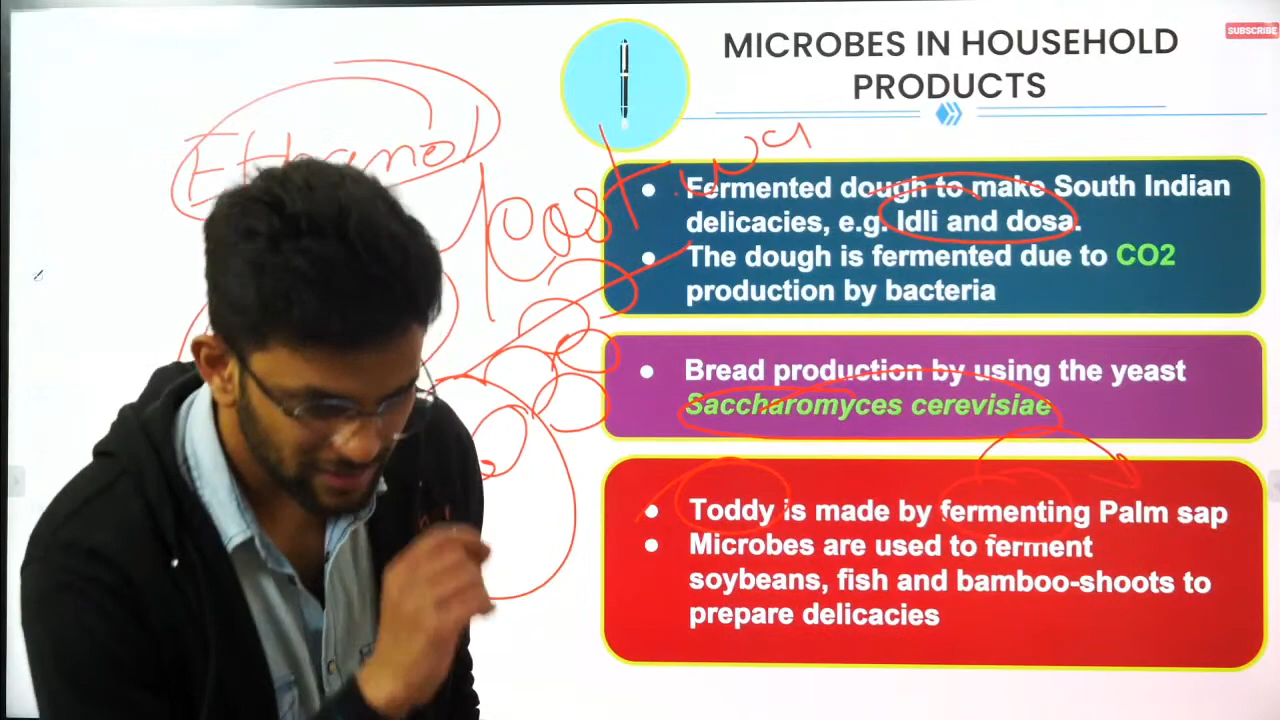 SUBSCRIBE
MICROBES IN HOUSEHOLD
PRODUCTS
Ethanol
• Fermented dough to make South Indian
delicacies, e.g. Idli and dosa.
• The dough is fermented due to CO2
production by bacteria
• Bread production by using the yeast
Saccharomyces cerevisiae
• Toddy is made by fermenting Palm sap
• Microbes are used to ferment
soybeans, fish and bamboo-shoots to
prepare delicacies